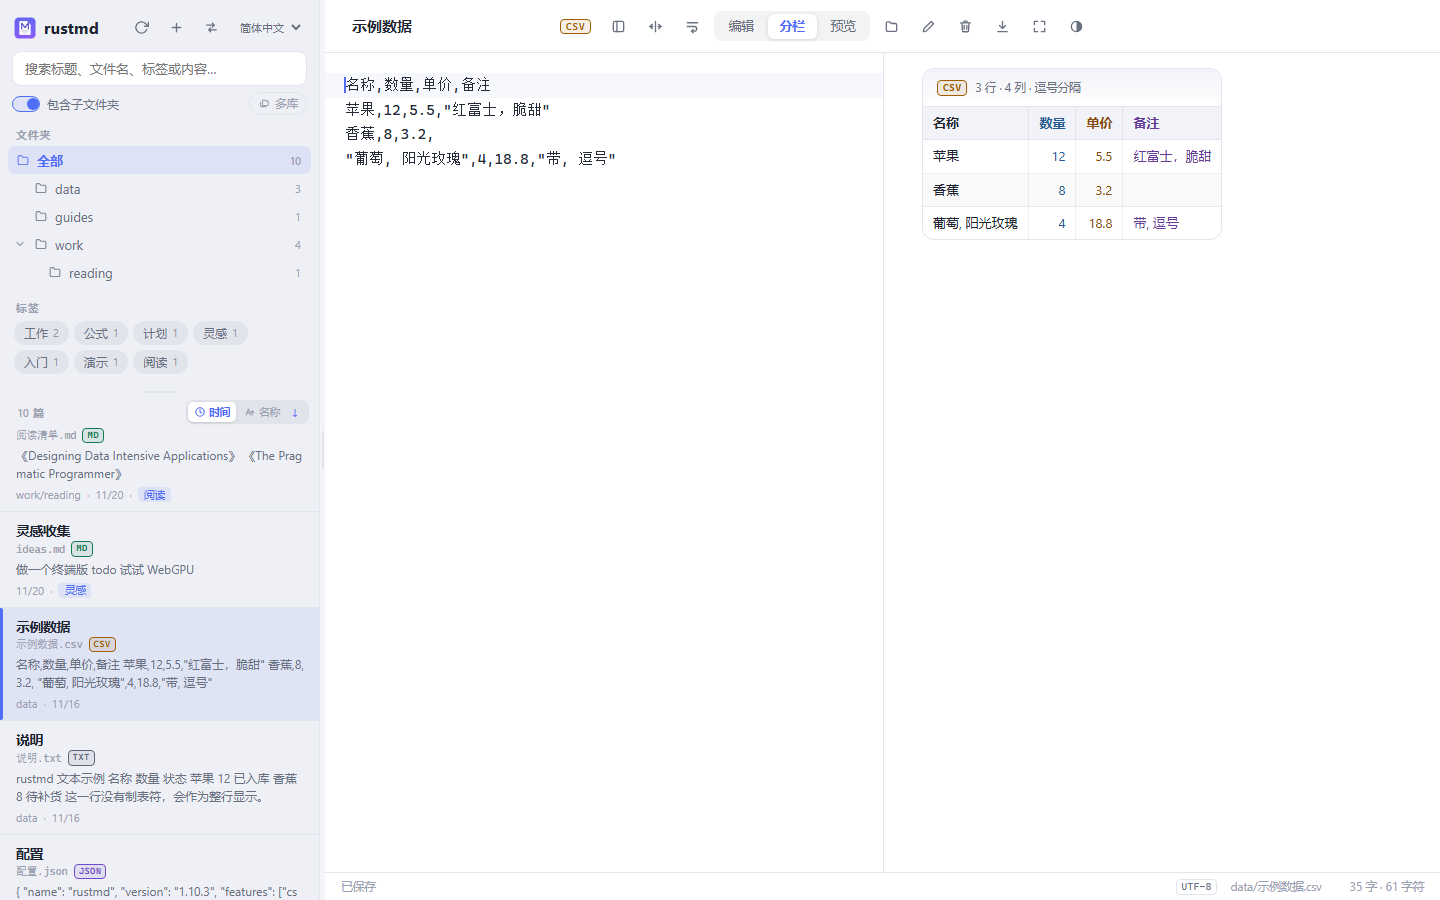 rustmd
简体中文
搜索标题、文件名、标签或内容...
包含子文件夹
多库
文件夹
全部 10
data 3
guides 1
work 4
reading 1
标签
工作 2 公式 1 计划 1 灵感 1
入门 1 演示 1 阅读 1
10 篇 时间 名称 ↓
阅读清单.md MD
《Designing Data Intensive Applications》 《The Prag
matic Programmer》
work/reading · 11/20 · 阅读
灵感收集
ideas.md MD
做一个终端版 todo 试试 WebGPU
11/20 · 灵感
示例数据
示例数据.csv CSV
名称,数量,单价,备注 苹果,12,5.5,"红富士，脆甜" 香蕉,8,
3.2, "葡萄, 阳光玫瑰",4,18.8,"带, 逗号"
data · 11/16
说明
说明.txt TXT
rustmd 文本示例 名称 数量 状态 苹果 12 已入库 香蕉
8 待补货 这一行没有制表符，会作为整行显示。
data · 11/16
配置
配置.json JSON
{ "name": "rustmd", "version": "1.10.3", "features": ["cs
示例数据
CSV
编辑 分栏 预览
名称,数量,单价,备注
苹果,12,5.5,"红富士，脆甜"
香蕉,8,3.2,
"葡萄, 阳光玫瑰",4,18.8,"带, 逗号"
CSV 3 行 · 4 列 · 逗号分隔
名称 数量 单价 备注
苹果 12 5.5 红富士，脆甜
香蕉 8 3.2
葡萄, 阳光玫瑰 4 18.8 带, 逗号
已保存
UTF-8 data/示例数据.csv 35 字 · 61 字符